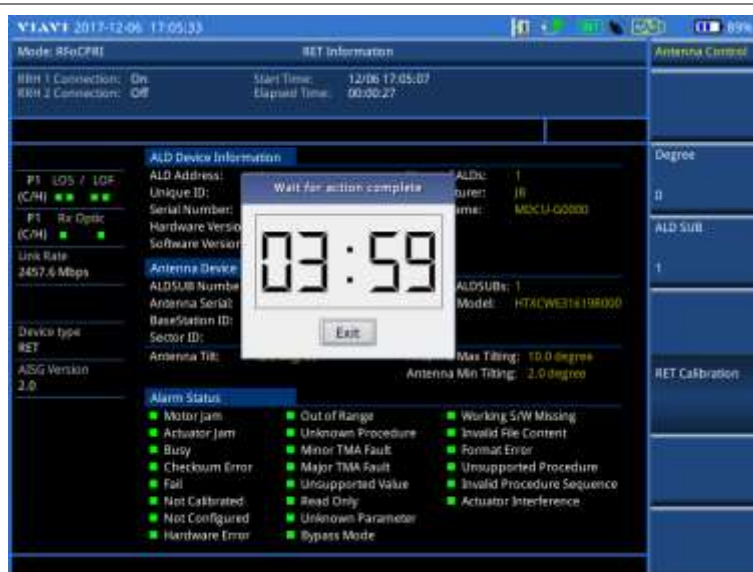 VIAVI 2017-12-06 17:05:33
89%
Mode: RFoCPRI
RET Information
Antenna Control
RRH 1 Connection: On
Start Time: 12/06 17:05:07
RRH 2 Connection: Off
Elapsed Time: 00:00:27
ALD Device Information
Degree
0
ALD SUB
1
RET Calibration
P1 LOS / LOF
(C/H)
P1 Rx Optic
(C/H)
Link Rate
2457.6 Mbps
Device type
RET
AISG Version
2.0
ALD Address:
ALDs: 1
Unique ID:
turer: JB
Serial Number:
ame:
Hardware Versio
Software Version
Wait for action complete
03:59
Exit
Antenna Device
ALDSUB Numbe
ALDSUBs: 1
Antenna Serial:
Model:
BaseStation ID:
Sector ID:
Antenna Tilt:
Max Tilting: 10.0 degree
Antenna Min Tilting: 2.0 degree
Alarm Status
Motor Jam
Out of Range
Working S/W Missing
Actuator Jam
Unknown Procedure
Invalid File Content
Busy
Minor TMA Fault
Format Error
Checksum Error
Major TMA Fault
Unsupported Procedure
Fail
Unsupported Value
Invalid Procedure Sequence
Not Calibrated
Read Only
Actuator Interference
Not Configured
Unknown Parameter
Hardware Error
Bypass Mode